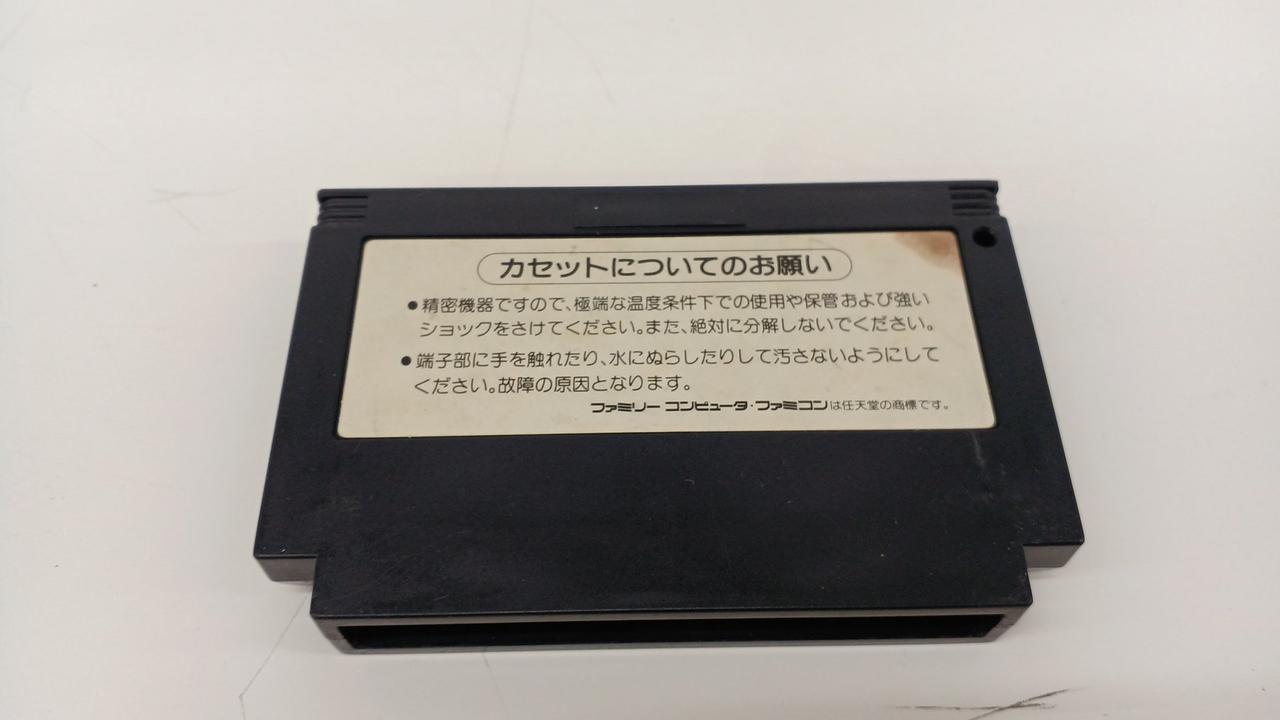 カセットについてのお願い
●精密機器ですので、極端な温度条件下での使用や保管および強い
ショックをさけてください。また、絶対に分解しないでください。
●端子部に手を触れたり、水にぬらしたりして汚さないようにして
ください。故障の原因となります。
ファミリー コンピュータ・ファミコンは任天堂の商標です。